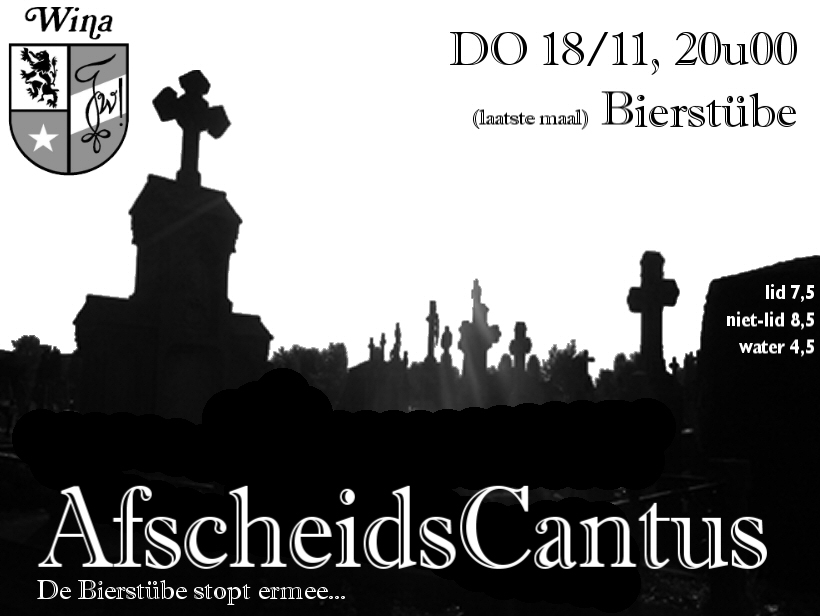 Wina
DO 18/11, 20u00
(laatste maal) Bierstübe
lid 7,5
niet-lid 8,5
water 4,5
AfscheidsCantus
De Bierstübe stopt ermee...